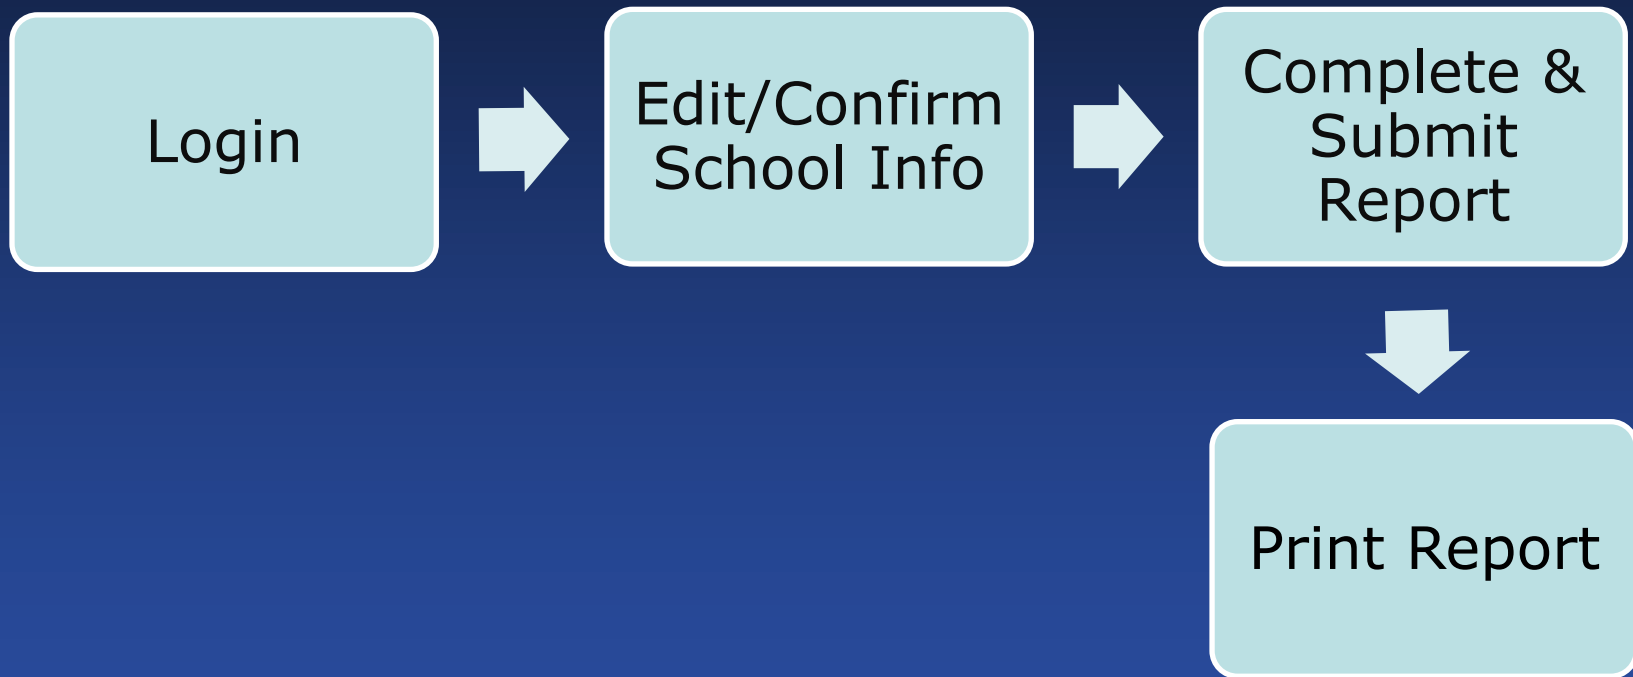 Login
Edit/Confirm
School Info
Complete &
Submit
Report
Print Report